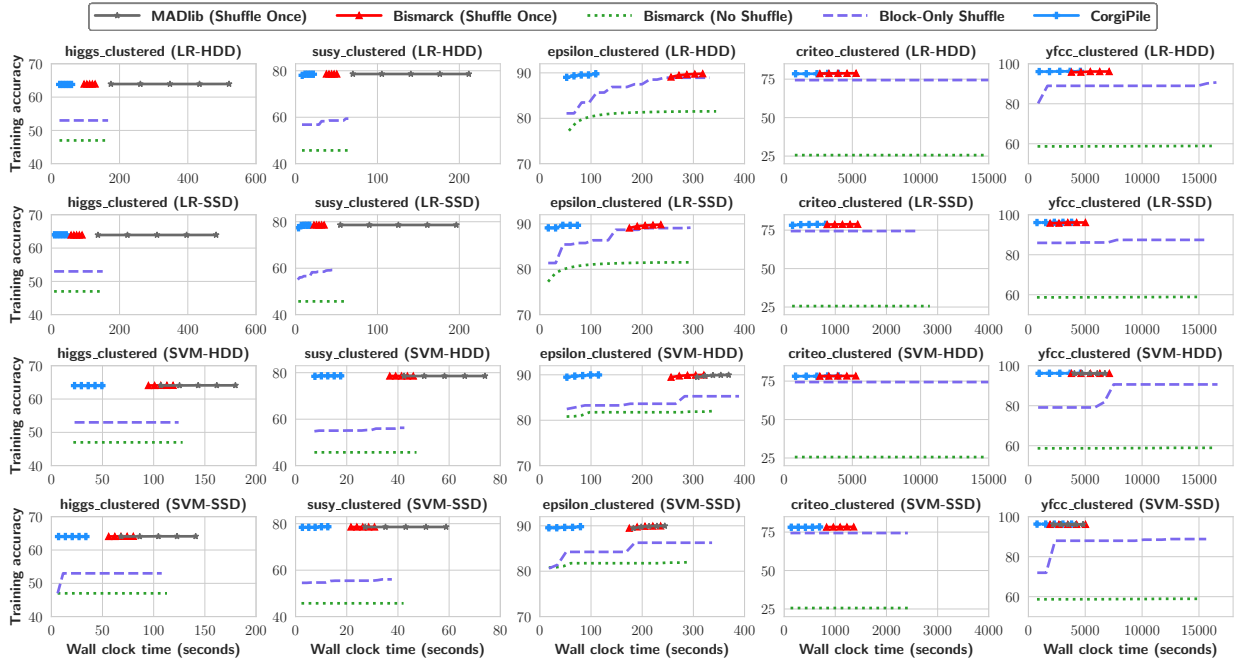 MADlib (Shuffle Once) Bismarck (Shuffle Once) Bismarck (No Shuffle) Block-Only Shuffle CorgiPile
higgs_clustered (LR-HDD) susy_clustered (LR-HDD) epsilon_clustered (LR-HDD) criteo_clustered (LR-HDD) yfcc_clustered (LR-HDD)
Training accuracy
70 60 50 40
80 60 40
90 80 70
75 50 25
100 80 60
0 200 400 600
0 100 200
0 100 200 300 400
0 5000 10000 15000
0 5000 10000 15000
higgs_clustered (LR-SSD) susy_clustered (LR-SSD) epsilon_clustered (LR-SSD) criteo_clustered (LR-SSD) yfcc_clustered (LR-SSD)
Training accuracy
70 60 50 40
80 60 40
90 80 70
75 50 25
100 80 60
0 200 400 600
0 100 200
0 100 200 300 400
0 1000 2000 3000 4000
0 5000 10000 15000
higgs_clustered (SVM-HDD) susy_clustered (SVM-HDD) epsilon_clustered (SVM-HDD) criteo_clustered (SVM-HDD) yfcc_clustered (SVM-HDD)
Training accuracy
70 60 50 40
80 60 40
90 80 70
75 50 25
100 80 60
0 50 100 150 200
0 20 40 60 80
0 100 200 300 400
0 5000 10000 15000
0 5000 10000 15000
higgs_clustered (SVM-SSD) susy_clustered (SVM-SSD) epsilon_clustered (SVM-SSD) criteo_clustered (SVM-SSD) yfcc_clustered (SVM-SSD)
Training accuracy
70 60 50 40
80 60 40
90 80 70
75 50 25
100 80 60
0 50 100 150 200
0 20 40 60 80
0 100 200 300 400
0 1000 2000 3000 4000
0 5000 10000 15000
Wall clock time (seconds) Wall clock time (seconds) Wall clock time (seconds) Wall clock time (seconds) Wall clock time (seconds)